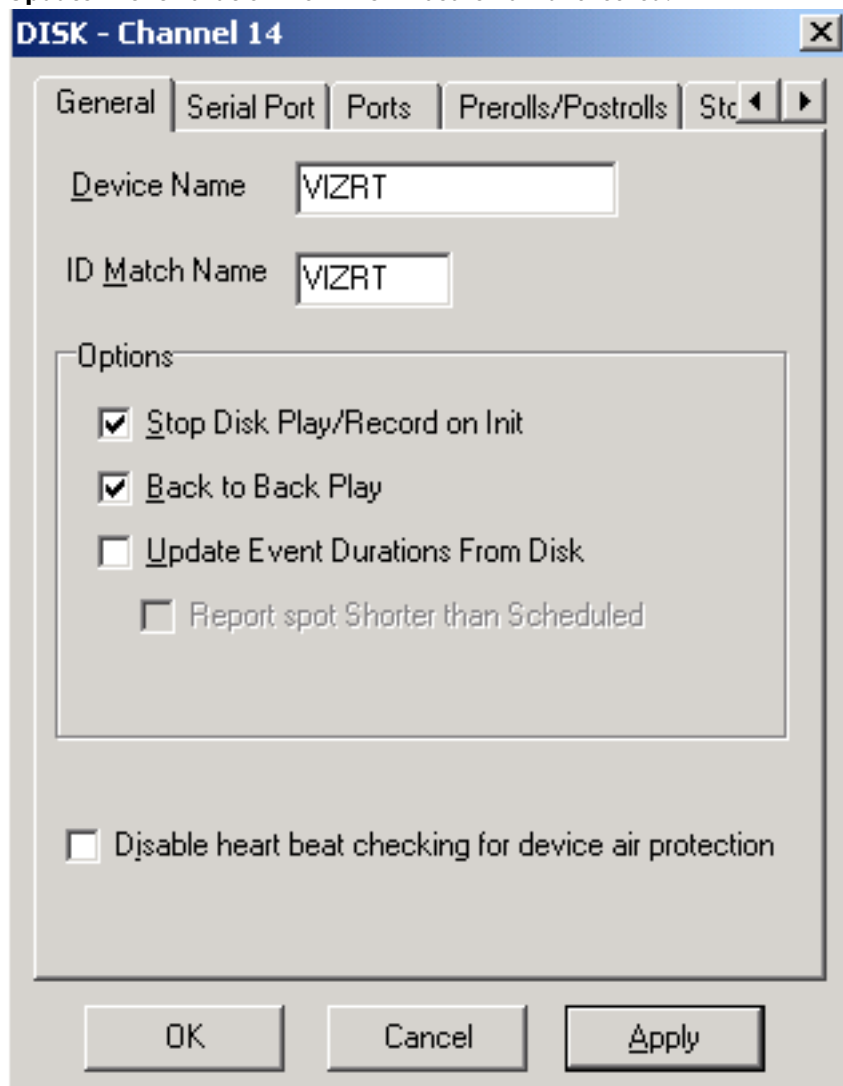 DISK - Channel 14
General Serial Port Ports Prerolls/Postrolls
Device Name VIZRT
ID Match Name VIZRT
Options
Stop Disk Play/Record on Init
Back to Back Play
Update Event Durations From Disk
Report spot Shorter than Scheduled
Disable heart beat checking for device air protection
OK Cancel Apply